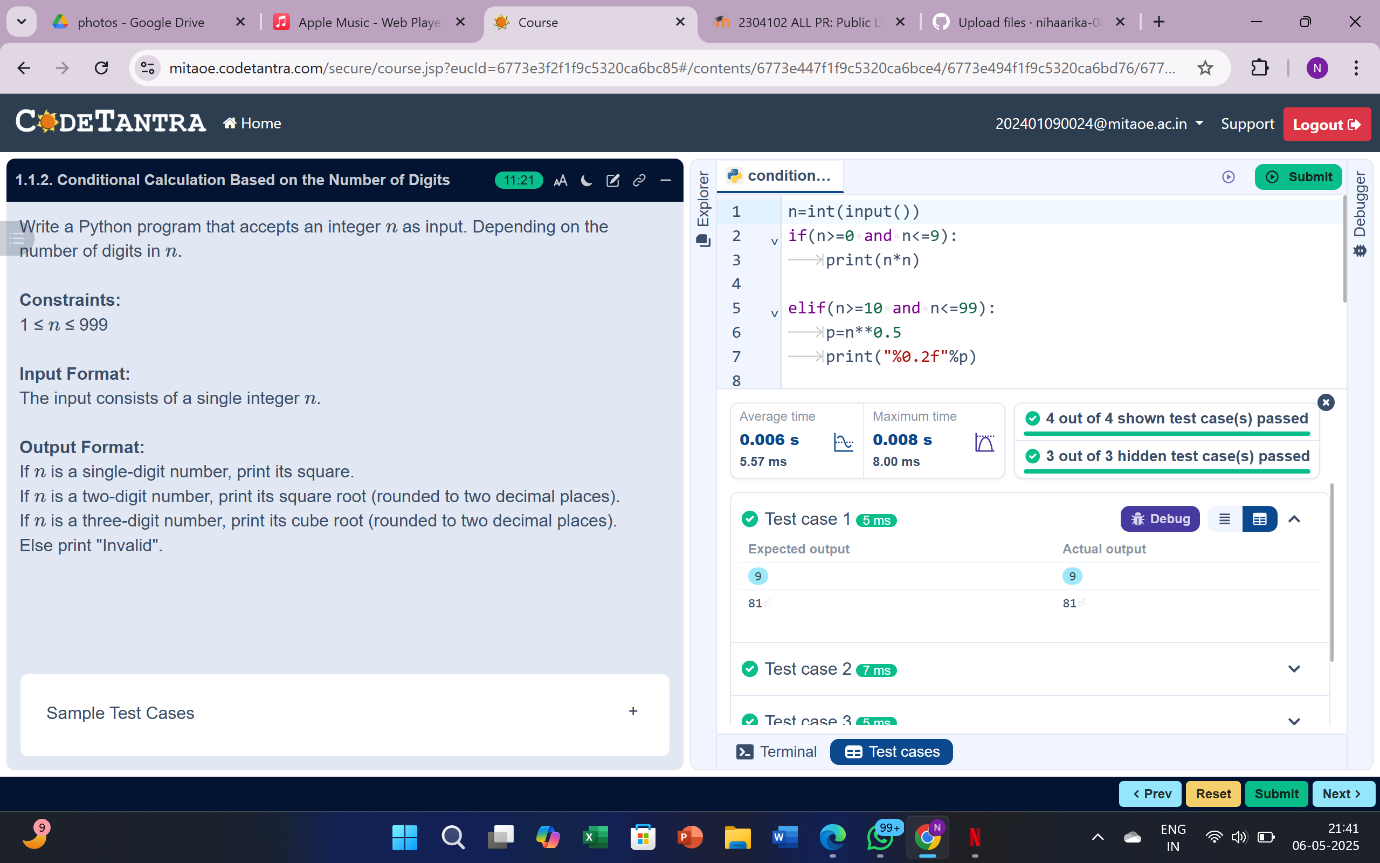 photos - Google Drive
Apple Music - Web Playe
Course
2304102 ALL PR: Public L
Upload files · nihaarika-0
mitaoe.codetantra.com/secure/course.jsp?eucId=6773e3f2f1f9c5320ca6bc85#/contents/6773e447f1f9c5320ca6bce4/6773e494f1f9c5320ca6bd76/677...
N
CODETANTRA
Home
202401090024@mitaoe.ac.in
Support
Logout
1.1.2. Conditional Calculation Based on the Number of Digits
11:21
AA
Write a Python program that accepts an integer n as input. Depending on the
number of digits in n.
Constraints:
1 ≤ n ≤ 999
Input Format:
The input consists of a single integer n.
Output Format:
If n is a single-digit number, print its square.
If n is a two-digit number, print its square root (rounded to two decimal places).
If n is a three-digit number, print its cube root (rounded to two decimal places).
Else print "Invalid".
Sample Test Cases
+
Explorer
condition...
Submit
Debugger
1 n=int(input())
2 if(n>=0 and n<=9):
3 print(n*n)
4
5 elif(n>=10 and n<=99):
6 p=n**0.5
7 print("%0.2f"%p)
8
Average time
0.006 s
5.57 ms
Maximum time
0.008 s
8.00 ms
4 out of 4 shown test case(s) passed
3 out of 3 hidden test case(s) passed
Test case 1 5 ms
Debug
Expected output
Actual output
9
9
81
81
Test case 2 7 ms
Test case 3 5 ms
Terminal
Test cases
< Prev
Reset
Submit
Next >
9
99+
N
ENG
IN
21:41
06-05-2025